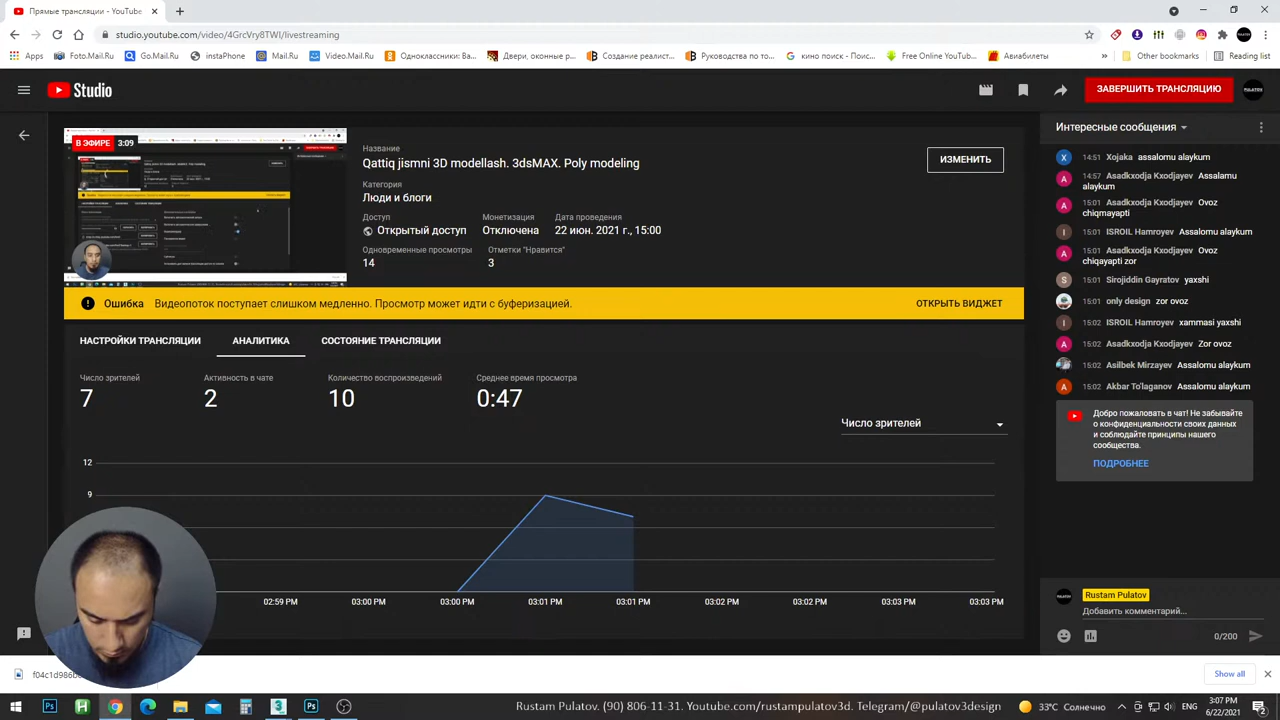 Прямые трансляции - YouTube
studio.youtube.com/video/4GrcVry8TWI/livestreaming
Apps Foto.Mail.Ru Go.Mail.Ru instaPhone Mail.Ru Video.Mail.Ru Одноклассники: В... Двери, оконные р... Создание реалист... Руководства по то... кино поиск - Поис... Free Online YouTub... Авиабилеты Other bookmarks Reading list
Studio
ЗАВЕРШИТЬ ТРАНСЛЯЦИЮ
В ЭФИРЕ 3:09
Название
Qattiq jismni 3D modellash. 3dsMAX. Poly modeling
ИЗМЕНИТЬ
Категория
Люди и блоги
Доступ Монетизация Дата проведения
Открытый доступ Отключена 22 июн. 2021 г., 15:00
Одновременные просмотры Отметки "Нравится"
14 3
Ошибка Видеопоток поступает слишком медленно. Просмотр может идти с буферизацией.
ОТКРЫТЬ ВИДЖЕТ
НАСТРОЙКИ ТРАНСЛЯЦИИ АНАЛИТИКА СОСТОЯНИЕ ТРАНСЛЯЦИИ
Число зрителей Активность в чате Количество воспроизведений Среднее время просмотра
7 2 10 0:47
Число зрителей
12
9
02:59 PM 03:00 PM 03:00 PM 03:01 PM 03:01 PM 03:02 PM 03:02 PM 03:03 PM 03:03 PM
Интересные сообщения
X 14:51 Xojaka assalomu alaykum
A 14:57 Asadkxodja Kxodjayev Assalamu
alaykum
A 15:01 Asadkxodja Kxodjayev Ovoz
chiqmayapti
I 15:01 ISROIL Hamroyev Assalomu alaykum
A 15:01 Asadkxodja Kxodjayev Ovoz
chiqayapti zor
S 15:01 Sirojiddin Gayratov yaxshi
15:01 only design zor ovoz
I 15:02 ISROIL Hamroyev xammasi yaxshi
A 15:02 Asadkxodja Kxodjayev Zor ovoz
15:02 Asilbek Mirzayev Assalomu alaykum
A 15:02 Akbar To'laganov Assalomu alaykum
Добро пожаловать в чат! Не забывайте
о конфиденциальности своих данных
и соблюдайте принципы нашего
сообщества.
ПОДРОБНЕЕ
Rustam Pulatov
Добавить комментарий...
0/200
Show all
Rustam Pulatov. (90) 806-11-31. Youtube.com/rustampulatov3d. Telegram/@pulatov3design
33°C Солнечно
ENG
3:07 PM
6/22/2021